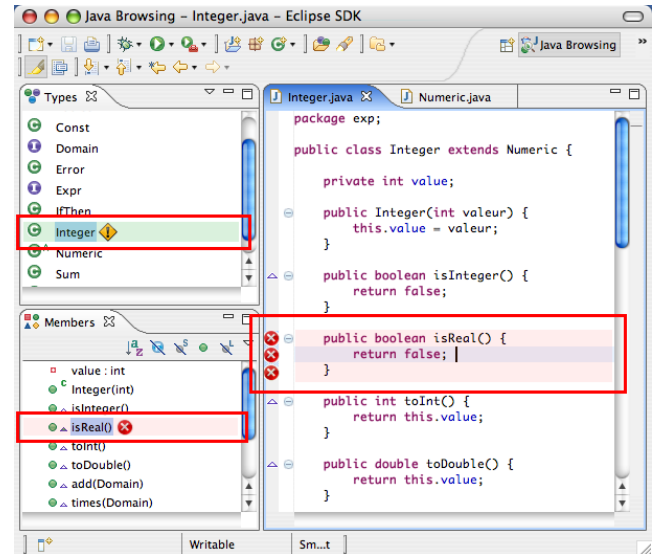 Java Browsing – Integer.java – Eclipse SDK
Java Browsing
»
Types
Const
Domain
Error
Expr
IfThen
Integer
Numeric
Sum
Members
value : int
Integer(int)
isInteger()
isReal()
toInt()
toDouble()
add(Domain)
times(Domain)
Integer.java
Numeric.java
package exp;
public class Integer extends Numeric {
private int value;
public Integer(int valeur) {
this.value = valeur;
}
public boolean isInteger() {
return false;
}
public boolean isReal() {
return false;
}
public int toInt() {
return this.value;
}
public double toDouble() {
return this.value;
}
Writable
Sm...t